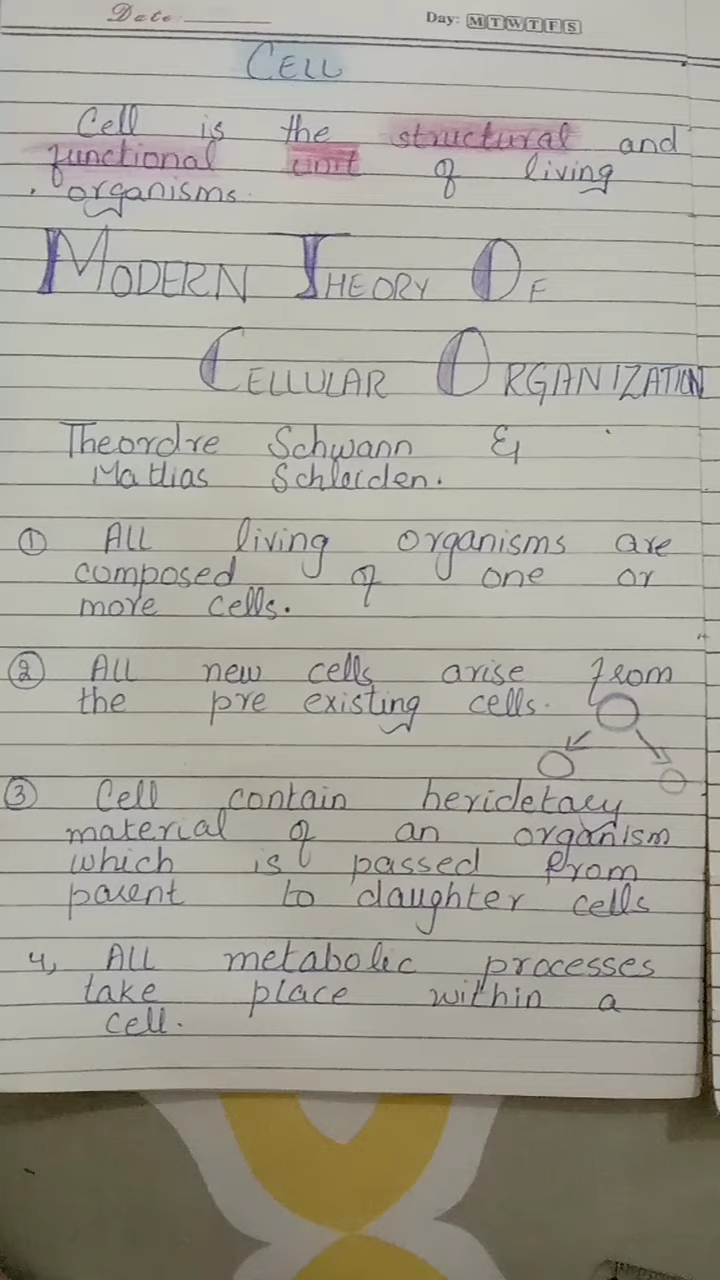 Date:
Day: M T W T F S
CELL
Cell is the structural and
functional unit of living
organisms.
MODERN THEORY OF
CELLULAR ORGANIZATION
Theordre Schwann &
Mathias Schleiden.
① All living organisms are
composed of one or
more cells.
② All new cells arise from
the pre existing cells.
③ Cell contain heridetacy
material of an organism
which is passed from
parent to daughter cells
4, All metabolic processes
take place within a
cell.